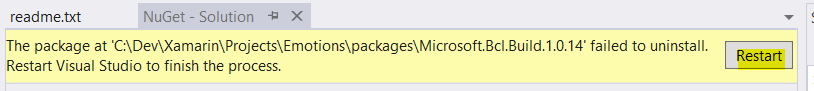 readme.txt
NuGet - Solution
The package at 'C:\Dev\Xamarin\Projects\Emotions\packages\Microsoft.Bcl.Build.1.0.14' failed to uninstall.
Restart Visual Studio to finish the process.
Restart